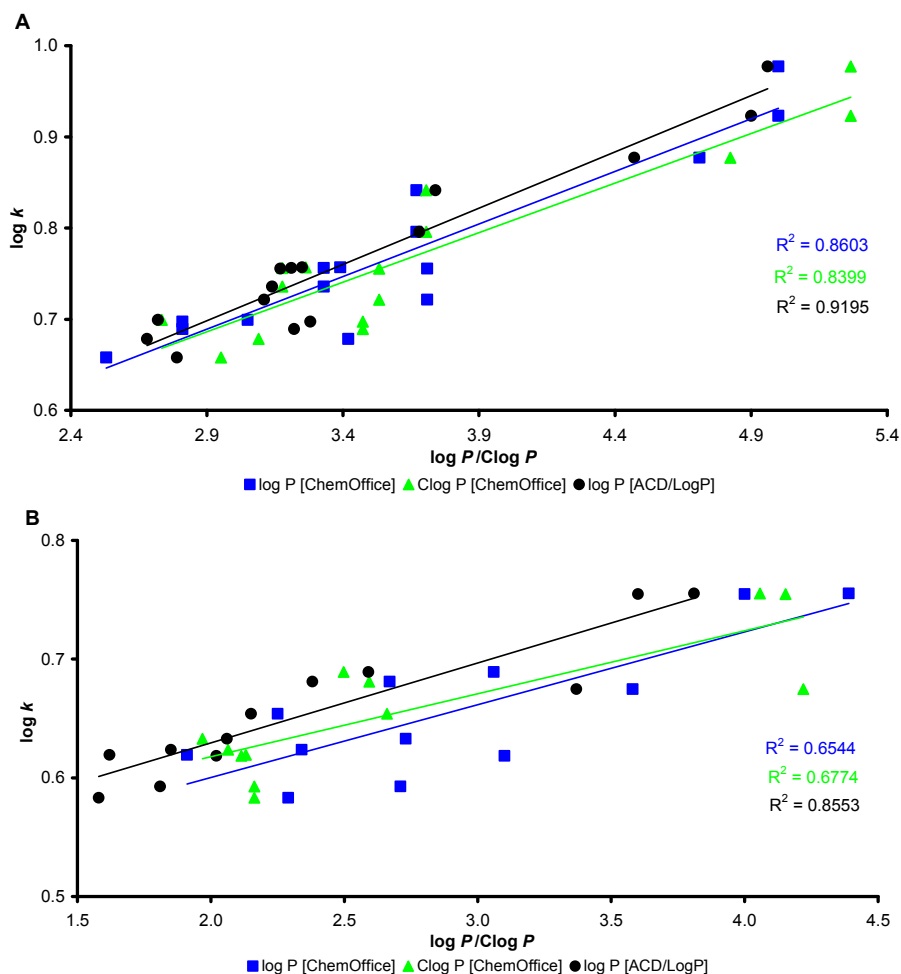 A
1.0
0.9
0.8
0.7
0.6
log k
R² = 0.8603
R² = 0.8399
R² = 0.9195
2.4 2.9 3.4 3.9 4.4 4.9 5.4
log P/Clog P
log P [ChemOffice] Clog P [ChemOffice] log P [ACD/LogP]
B
0.8
0.7
0.6
0.5
log k
R² = 0.6544
R² = 0.6774
R² = 0.8553
1.5 2.0 2.5 3.0 3.5 4.0 4.5
log P/Clog P
log P [ChemOffice] Clog P [ChemOffice] log P [ACD/LogP]